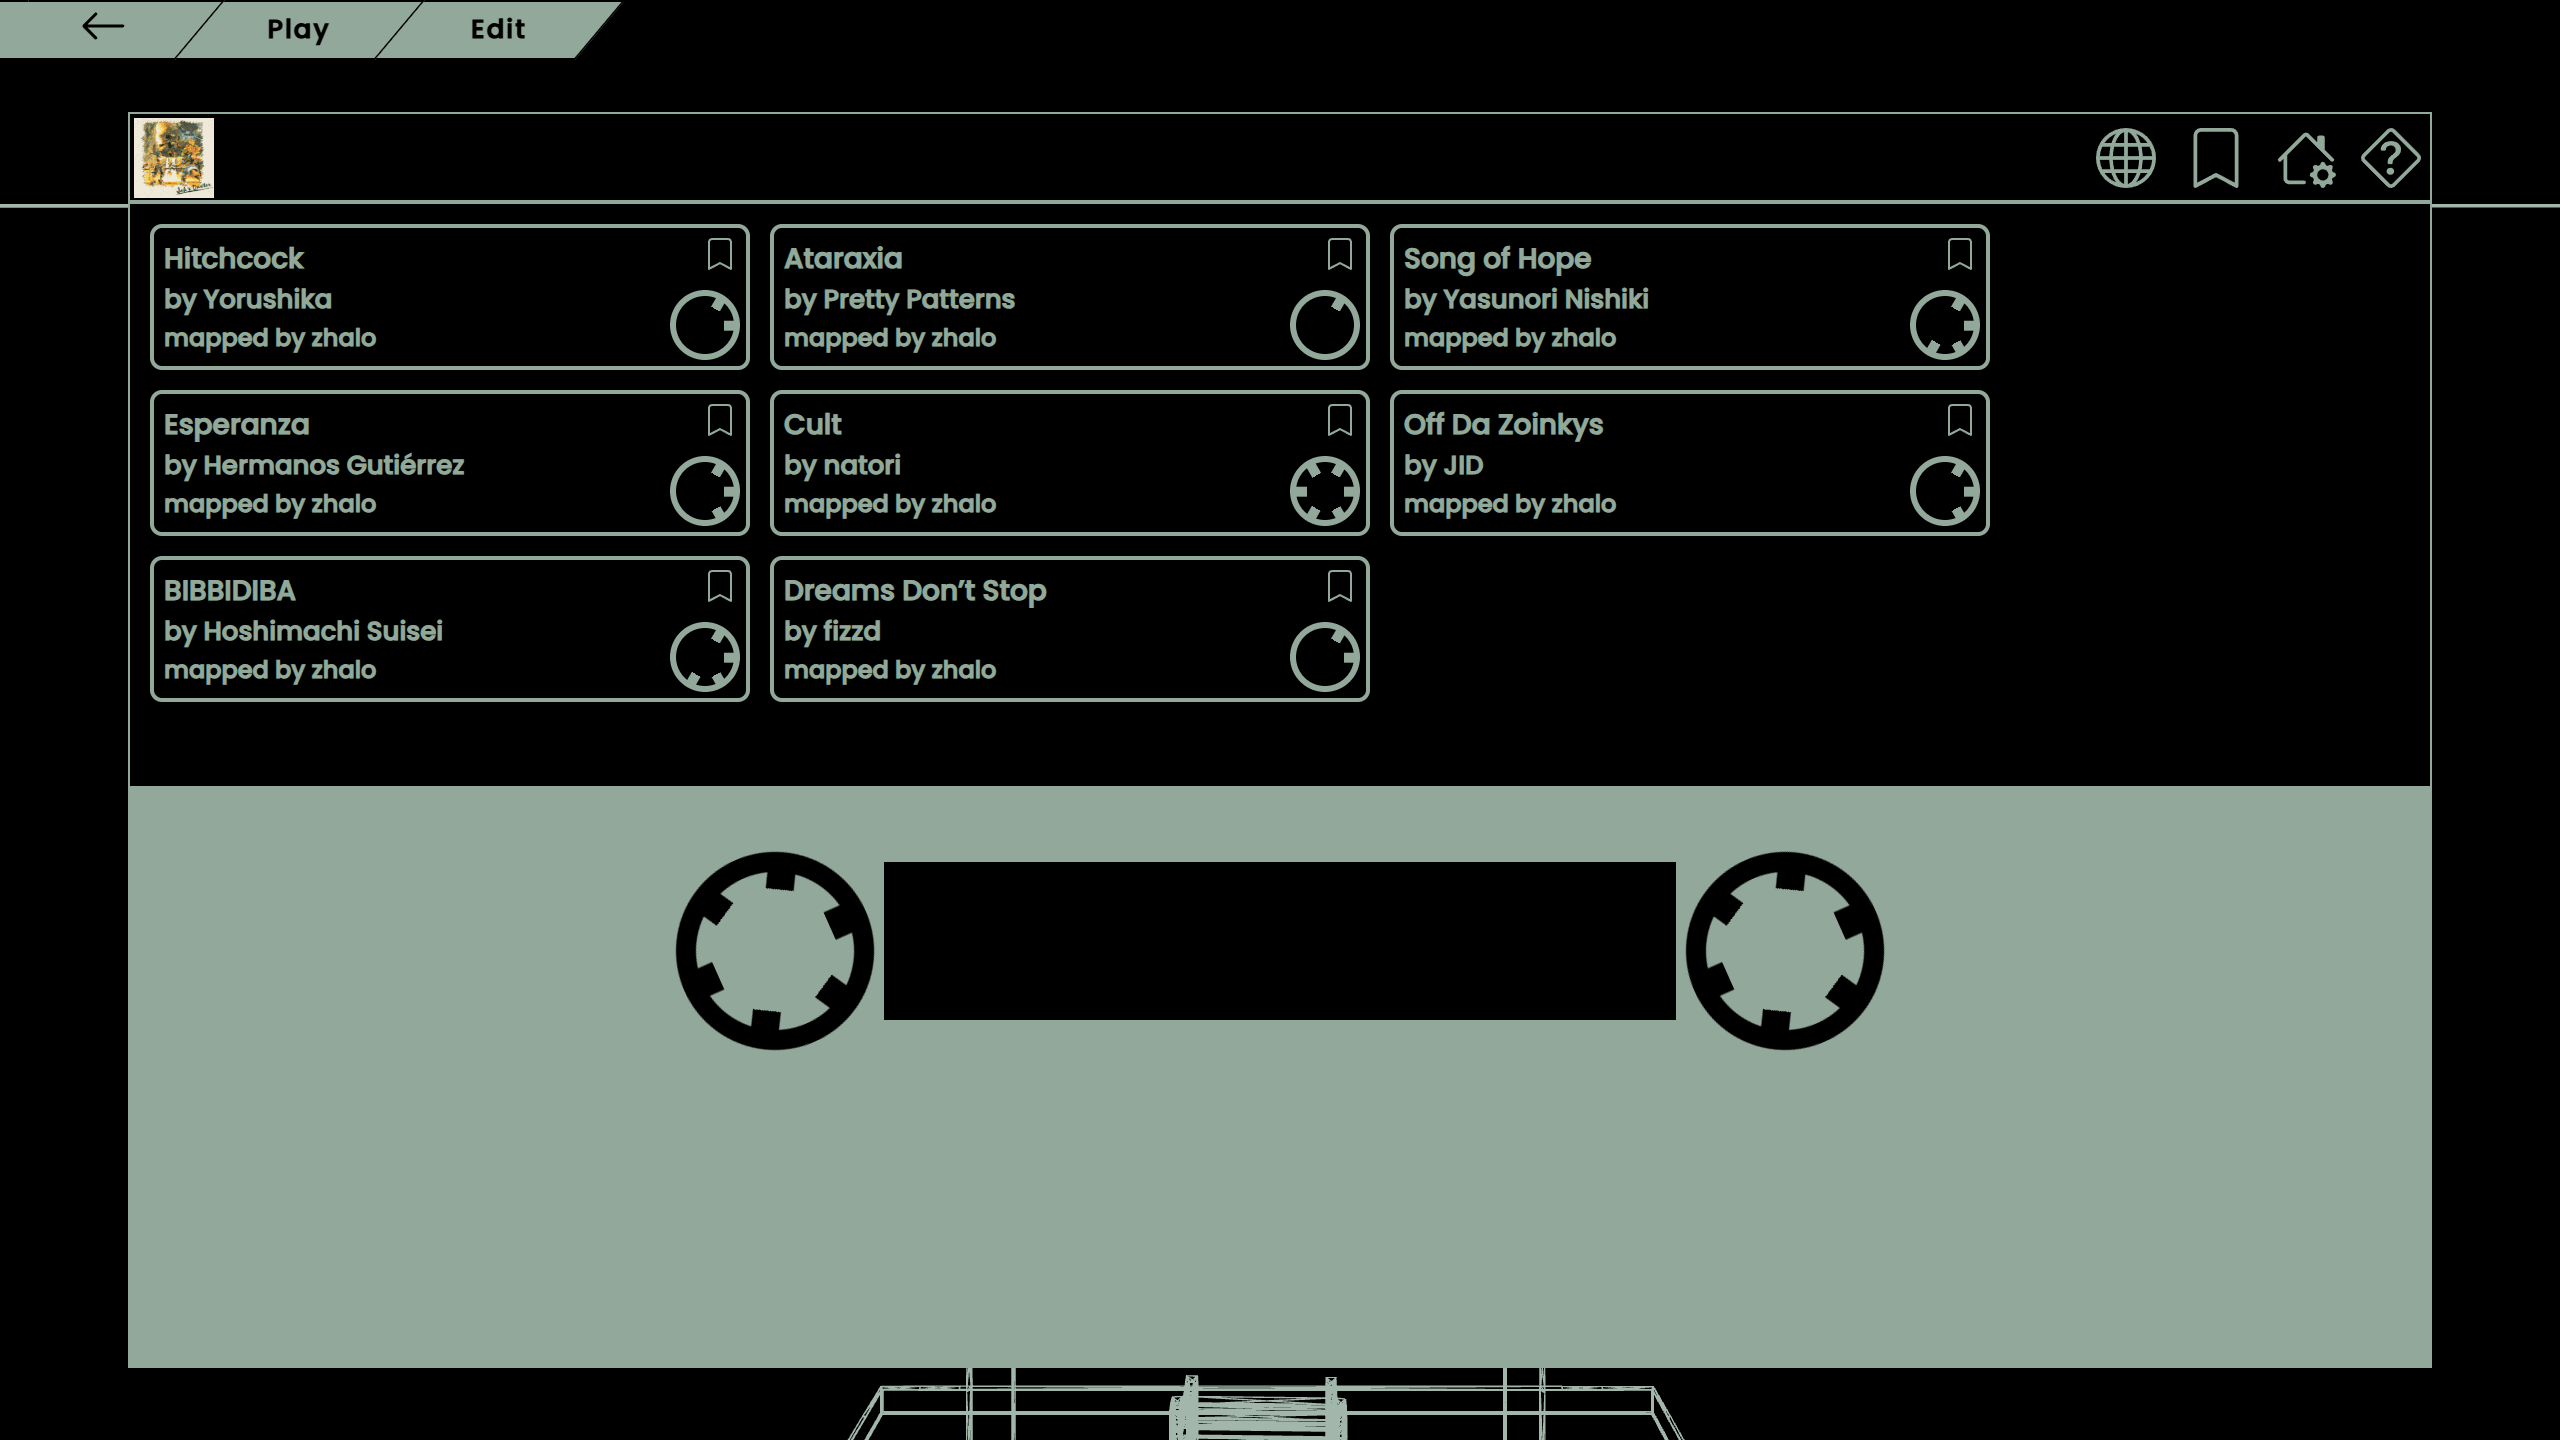 Play
Edit
Hitchcock
by Yorushika
mapped by zhalo
Ataraxia
by Pretty Patterns
mapped by zhalo
Song of Hope
by Yasunori Nishiki
mapped by zhalo
Esperanza
by Hermanos Gutiérrez
mapped by zhalo
Cult
by natori
mapped by zhalo
Off Da Zoinkys
by JID
mapped by zhalo
BIBBIDIBA
by Hoshimachi Suisei
mapped by zhalo
Dreams Don’t Stop
by fizzd
mapped by zhalo